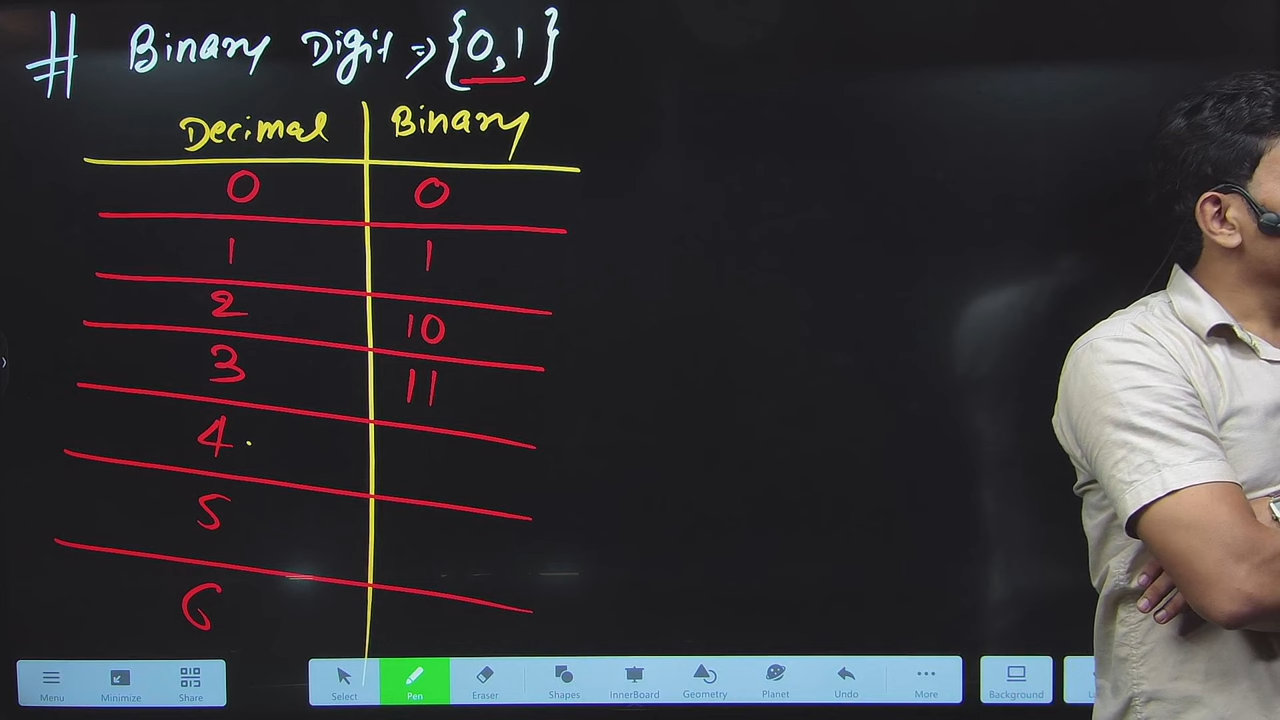 # Binary Digit ⇒ {0,1}
Decimal Binary
0 0
1 1
2 10
3 11
4
5
6
Menu Minimize Share Select Pen Eraser Shapes InnerBoard Geometry Planet Undo More Background